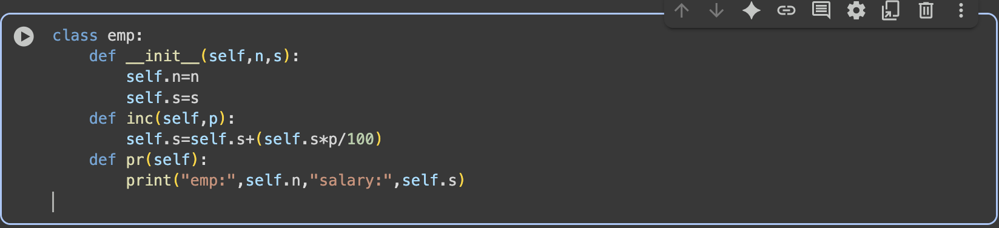 class emp:
    def __init__(self,n,s):
        self.n=n
        self.s=s
    def inc(self,p):
        self.s=self.s+(self.s*p/100)
    def pr(self):
        print("emp:",self.n,"salary:",self.s)